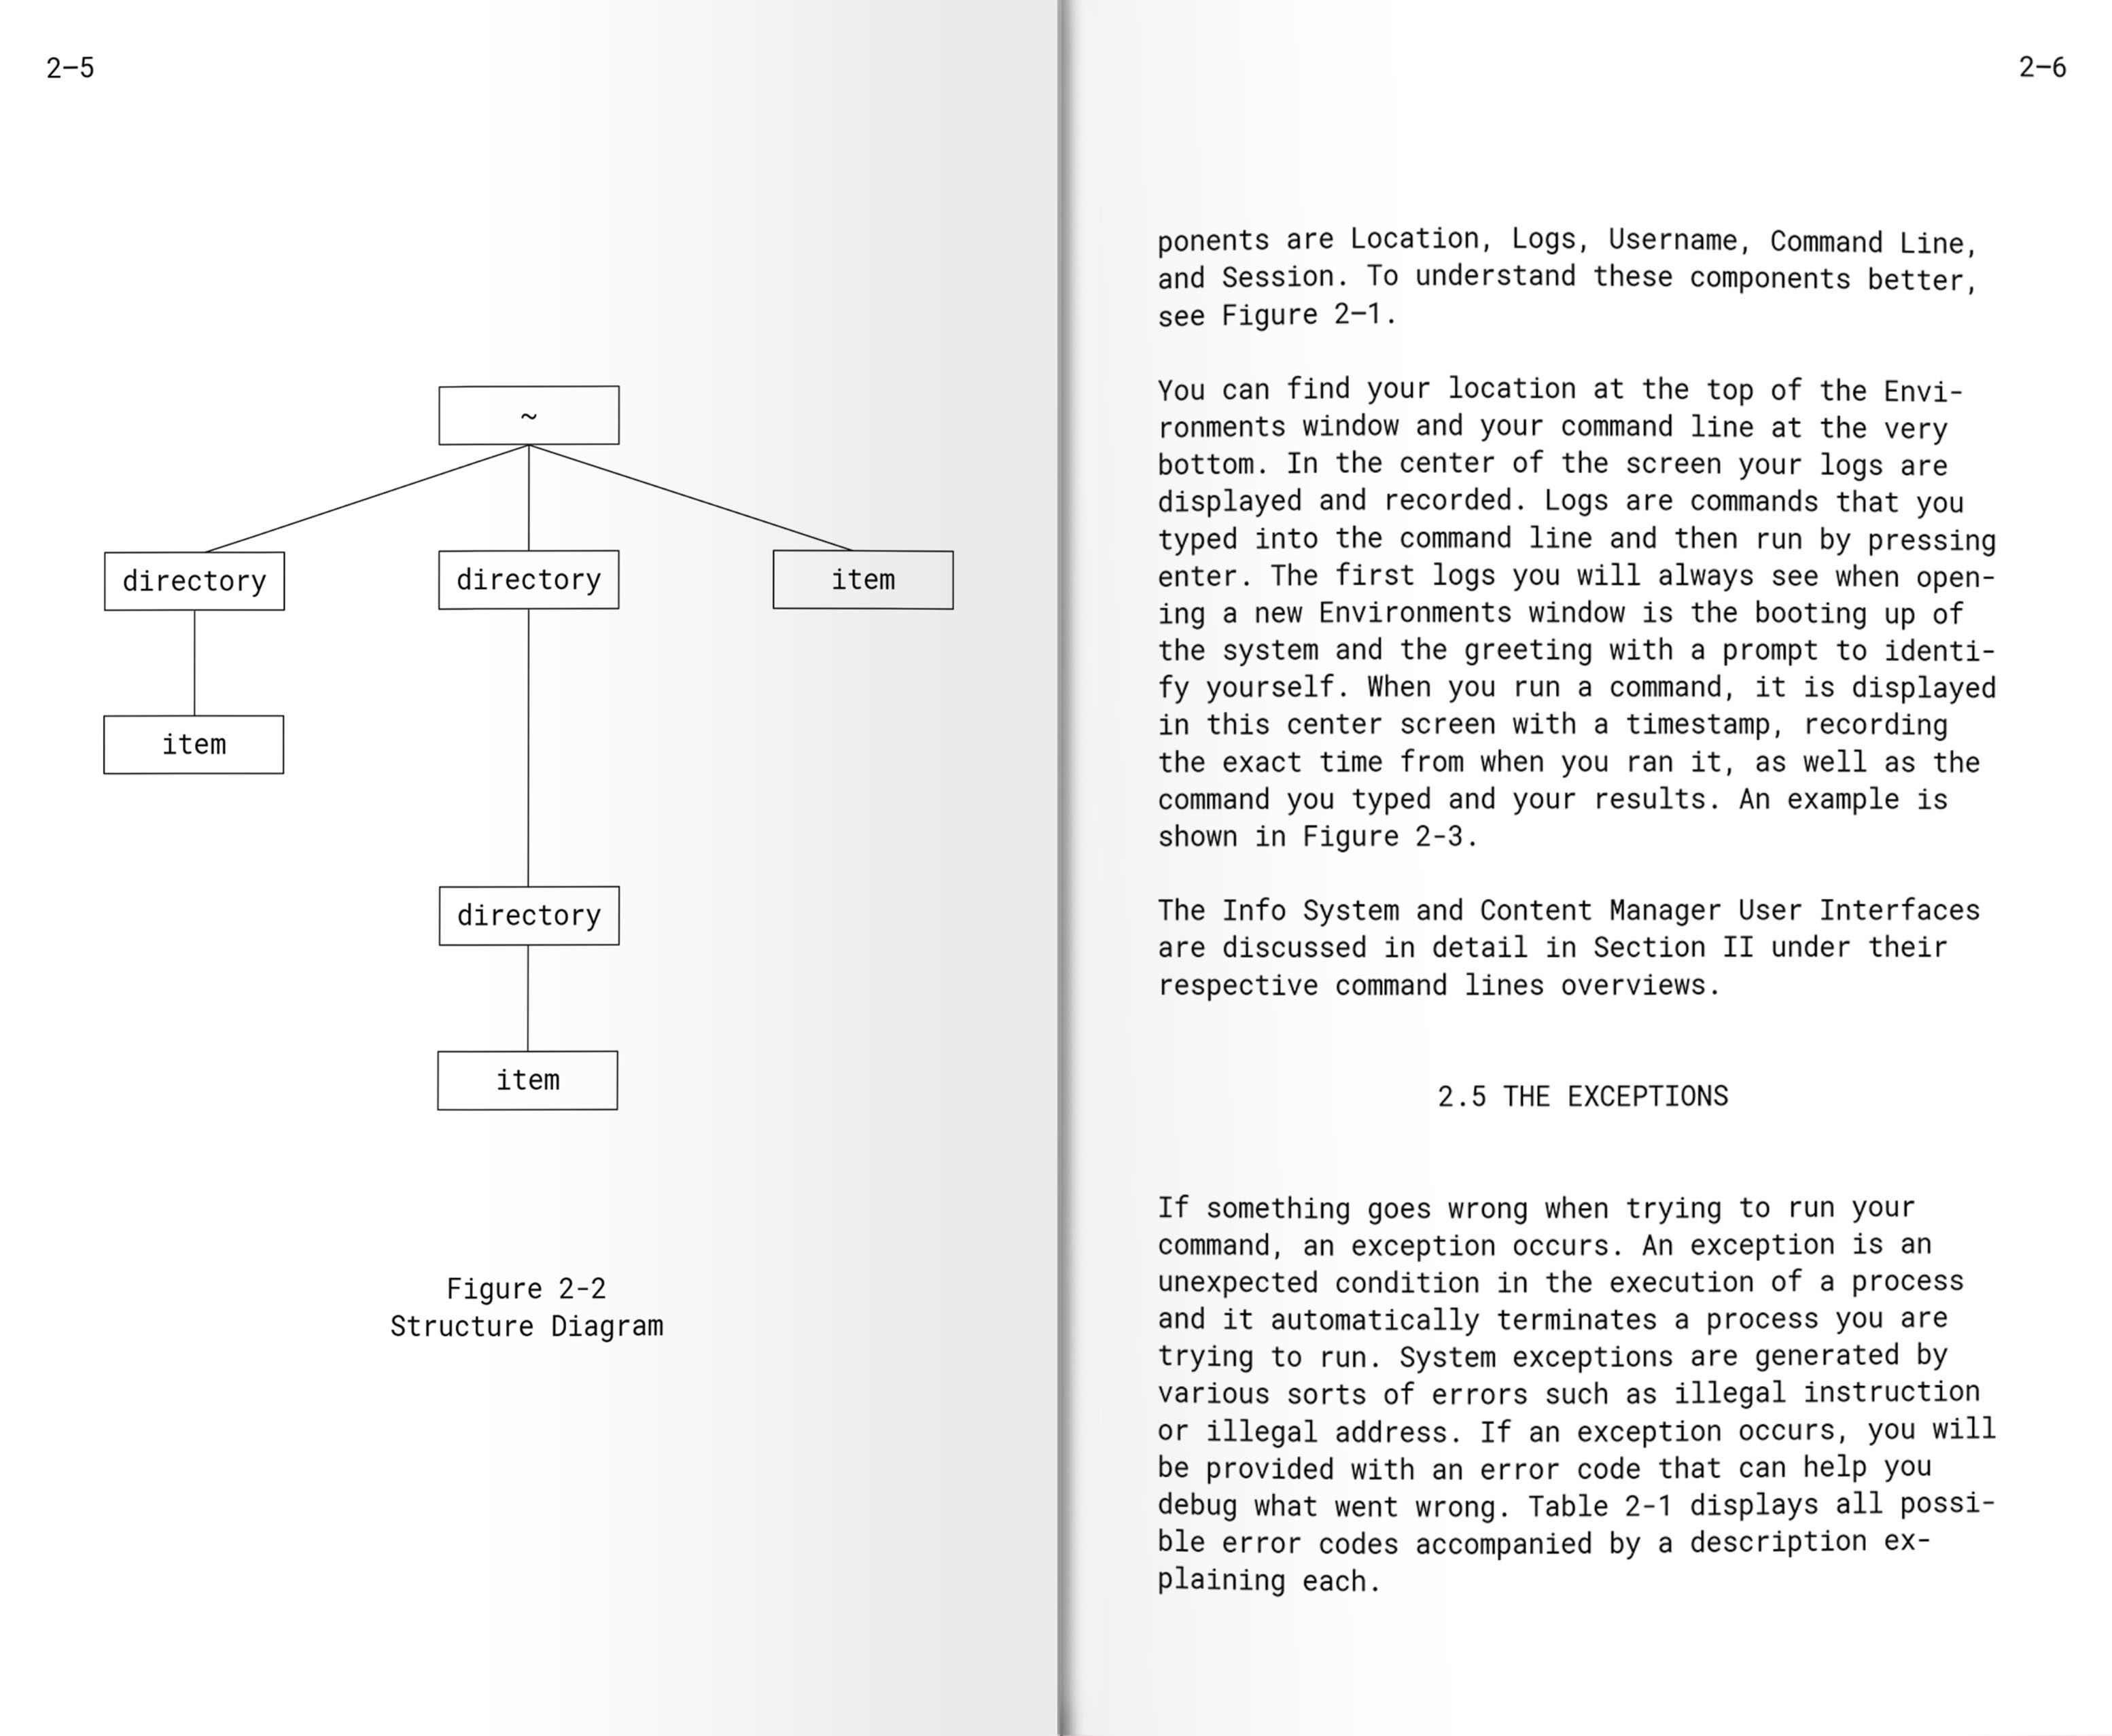 2–5
~
directory
directory
item
item
directory
item
Figure 2-2
Structure Diagram
2–6
ponents are Location, Logs, Username, Command Line,
and Session. To understand these components better,
see Figure 2–1.
You can find your location at the top of the Envi-
ronments window and your command line at the very
bottom. In the center of the screen your logs are
displayed and recorded. Logs are commands that you
typed into the command line and then run by pressing
enter. The first logs you will always see when open-
ing a new Environments window is the booting up of
the system and the greeting with a prompt to identi-
fy yourself. When you run a command, it is displayed
in this center screen with a timestamp, recording
the exact time from when you ran it, as well as the
command you typed and your results. An example is
shown in Figure 2-3.
The Info System and Content Manager User Interfaces
are discussed in detail in Section II under their
respective command lines overviews.
2.5 THE EXCEPTIONS
If something goes wrong when trying to run your
command, an exception occurs. An exception is an
unexpected condition in the execution of a process
and it automatically terminates a process you are
trying to run. System exceptions are generated by
various sorts of errors such as illegal instruction
or illegal address. If an exception occurs, you will
be provided with an error code that can help you
debug what went wrong. Table 2-1 displays all possi-
ble error codes accompanied by a description ex-
plaining each.